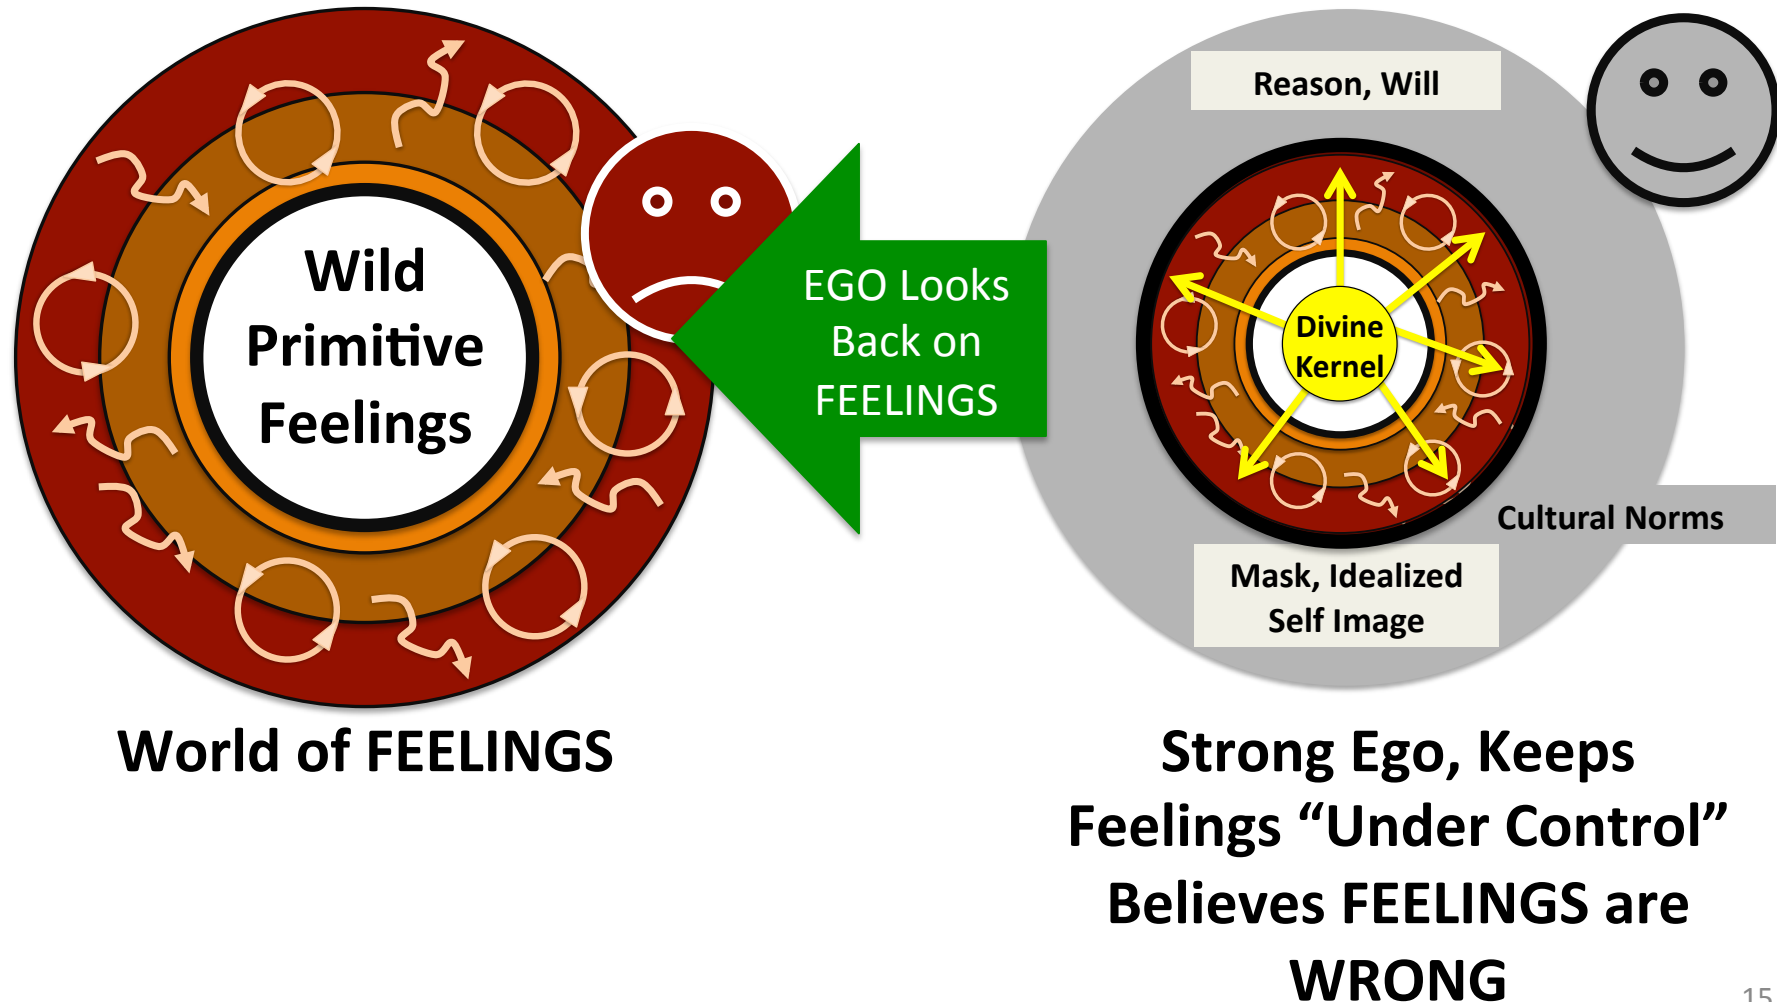 Wild
Primitive
Feelings
World of FEELINGS
EGO Looks
Back on
FEELINGS
Reason, Will
Divine
Kernel
Cultural Norms
Mask, Idealized
Self Image
Strong Ego, Keeps
Feelings “Under Control”
Believes FEELINGS are
WRONG
15